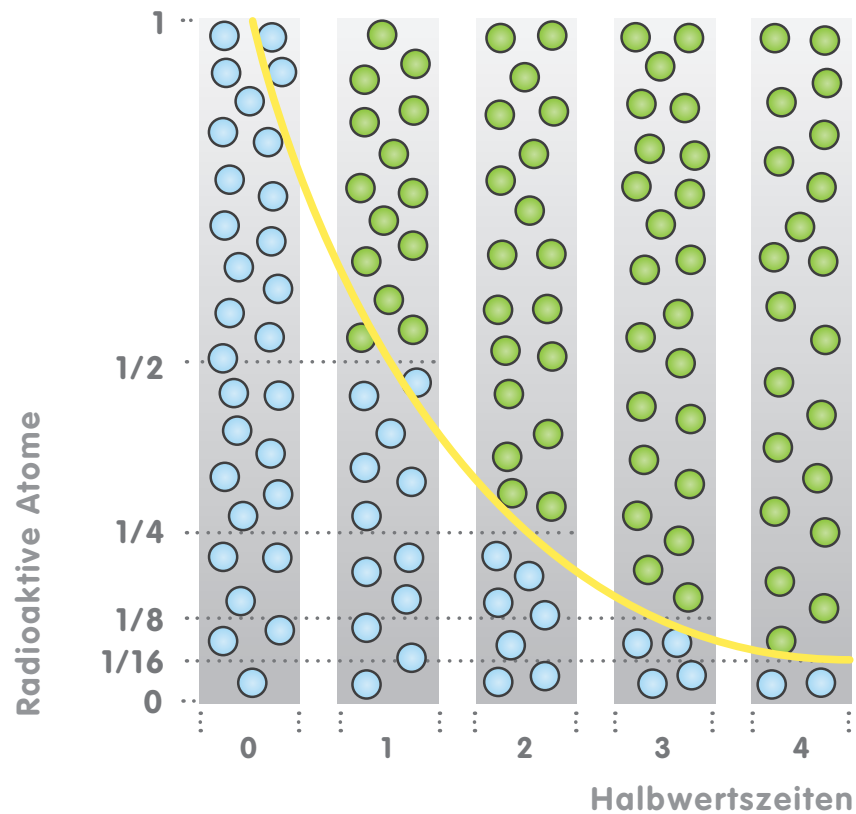 1
1/2
1/4
1/8
1/16
0
Radioaktive Atome
0 1 2 3 4
Halbwertszeiten